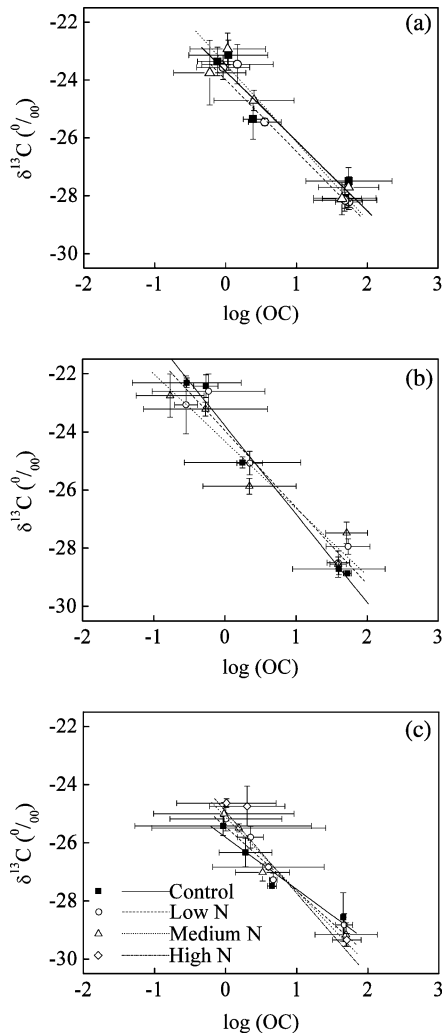 (a)
-22
-24
-26
-28
-30
δ¹³C (⁰/₀₀)
-2 -1 0 1 2 3
log (OC)
(b)
-22
-24
-26
-28
-30
δ¹³C (⁰/₀₀)
-2 -1 0 1 2 3
log (OC)
(c)
-22
-24
-26
-28
-30
δ¹³C (⁰/₀₀)
Control
Low N
Medium N
High N
-2 -1 0 1 2 3
log (OC)